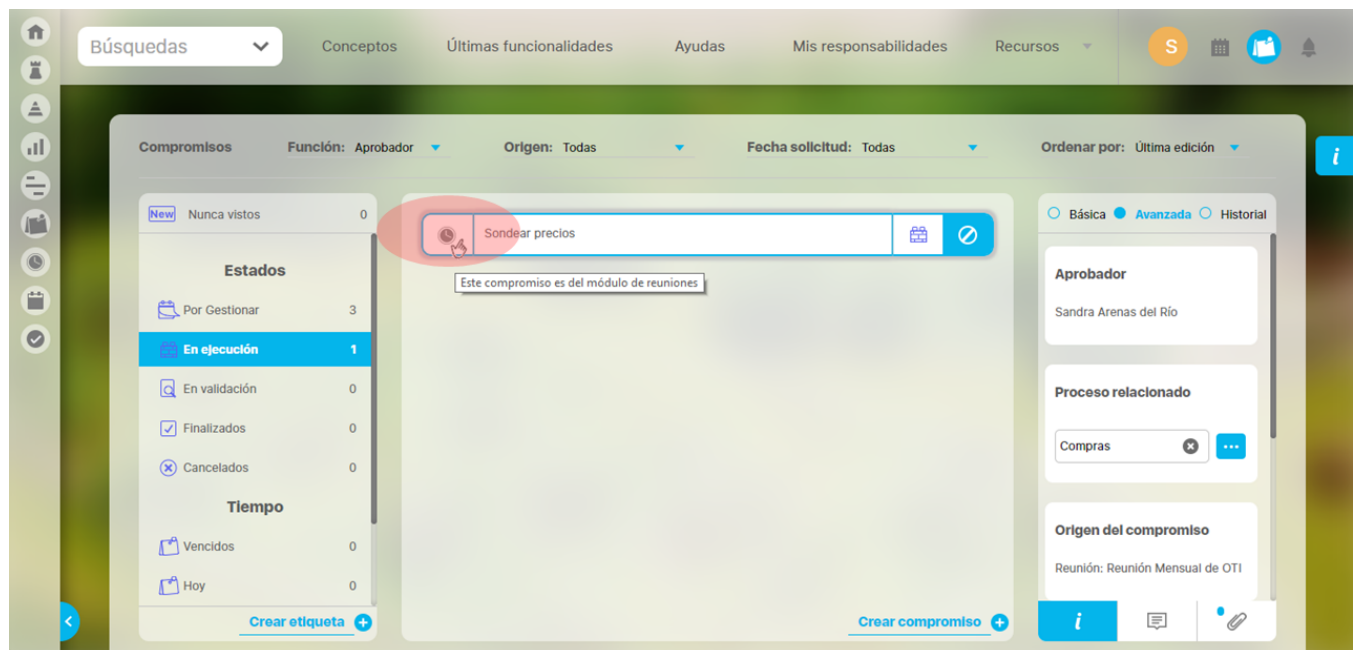 Búsquedas
Conceptos
Últimas funcionalidades
Ayudas
Mis responsabilidades
Recursos
S
Compromisos
Función: Aprobador
Origen: Todas
Fecha solicitud: Todas
Ordenar por: Última edición
i
New Nunca vistos 0
Estados
Por Gestionar 3
En ejecución 1
En validación 0
Finalizados 0
Cancelados 0
Tiempo
Vencidos 0
Hoy 0
Crear etiqueta
Sondear precios
Este compromiso es del módulo de reuniones
Crear compromiso
Básica Avanzada Historial
Aprobador
Sandra Arenas del Río
Proceso relacionado
Compras
Origen del compromiso
Reunión: Reunión Mensual de OTI
i